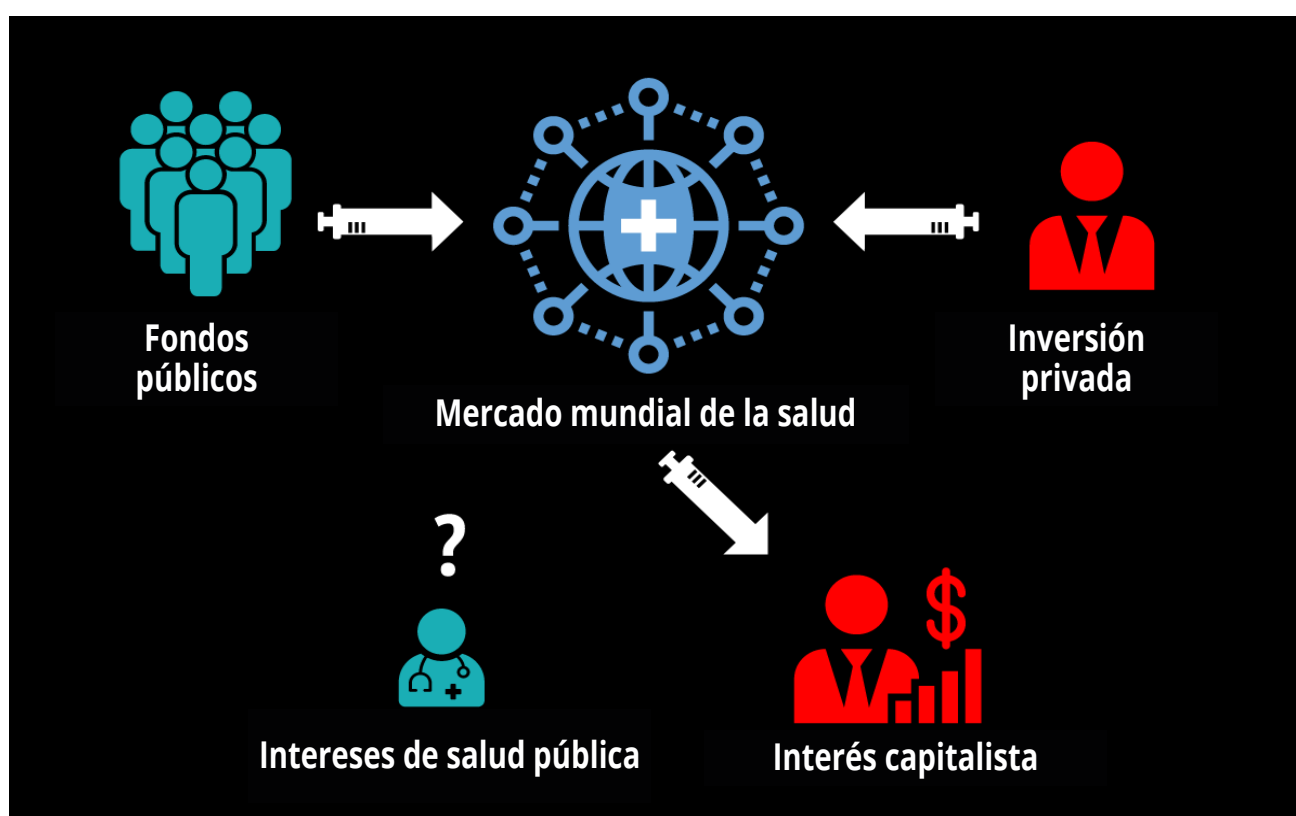 Fondos
públicos
Inversión
privada
Mercado mundial de la salud
?
$
Intereses de salud pública
Interés capitalista